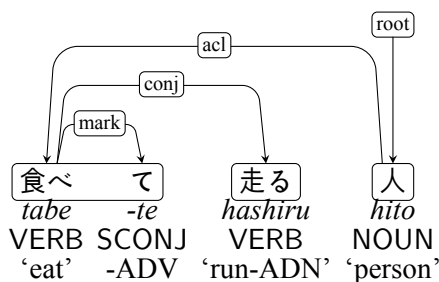 root
acl
conj
mark
食べ て 走る 人
tabe -te hashiru hito
VERB SCONJ VERB NOUN
‘eat’ -ADV ‘run-ADN’ ‘person’